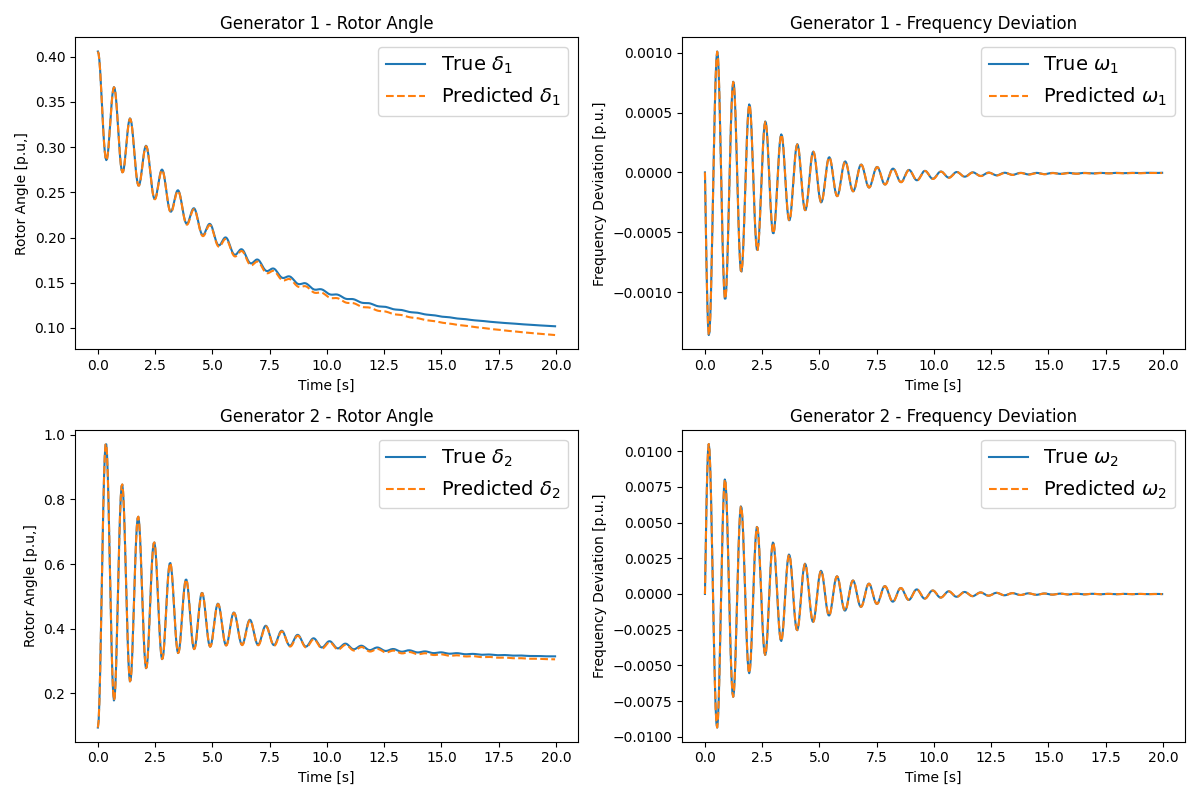 Generator 1 - Rotor Angle
True δ₁
Predicted δ₁
Rotor Angle [p.u,]
0.40
0.35
0.30
0.25
0.20
0.15
0.10
0.0 2.5 5.0 7.5 10.0 12.5 15.0 17.5 20.0
Time [s]
Generator 1 - Frequency Deviation
True ω₁
Predicted ω₁
Frequency Deviation [p.u.]
0.0010
0.0005
0.0000
−0.0005
−0.0010
0.0 2.5 5.0 7.5 10.0 12.5 15.0 17.5 20.0
Time [s]
Generator 2 - Rotor Angle
True δ₂
Predicted δ₂
Rotor Angle [p.u,]
1.0
0.8
0.6
0.4
0.2
0.0 2.5 5.0 7.5 10.0 12.5 15.0 17.5 20.0
Time [s]
Generator 2 - Frequency Deviation
True ω₂
Predicted ω₂
Frequency Deviation [p.u.]
0.0100
0.0075
0.0050
0.0025
0.0000
−0.0025
−0.0050
−0.0075
−0.0100
0.0 2.5 5.0 7.5 10.0 12.5 15.0 17.5 20.0
Time [s]